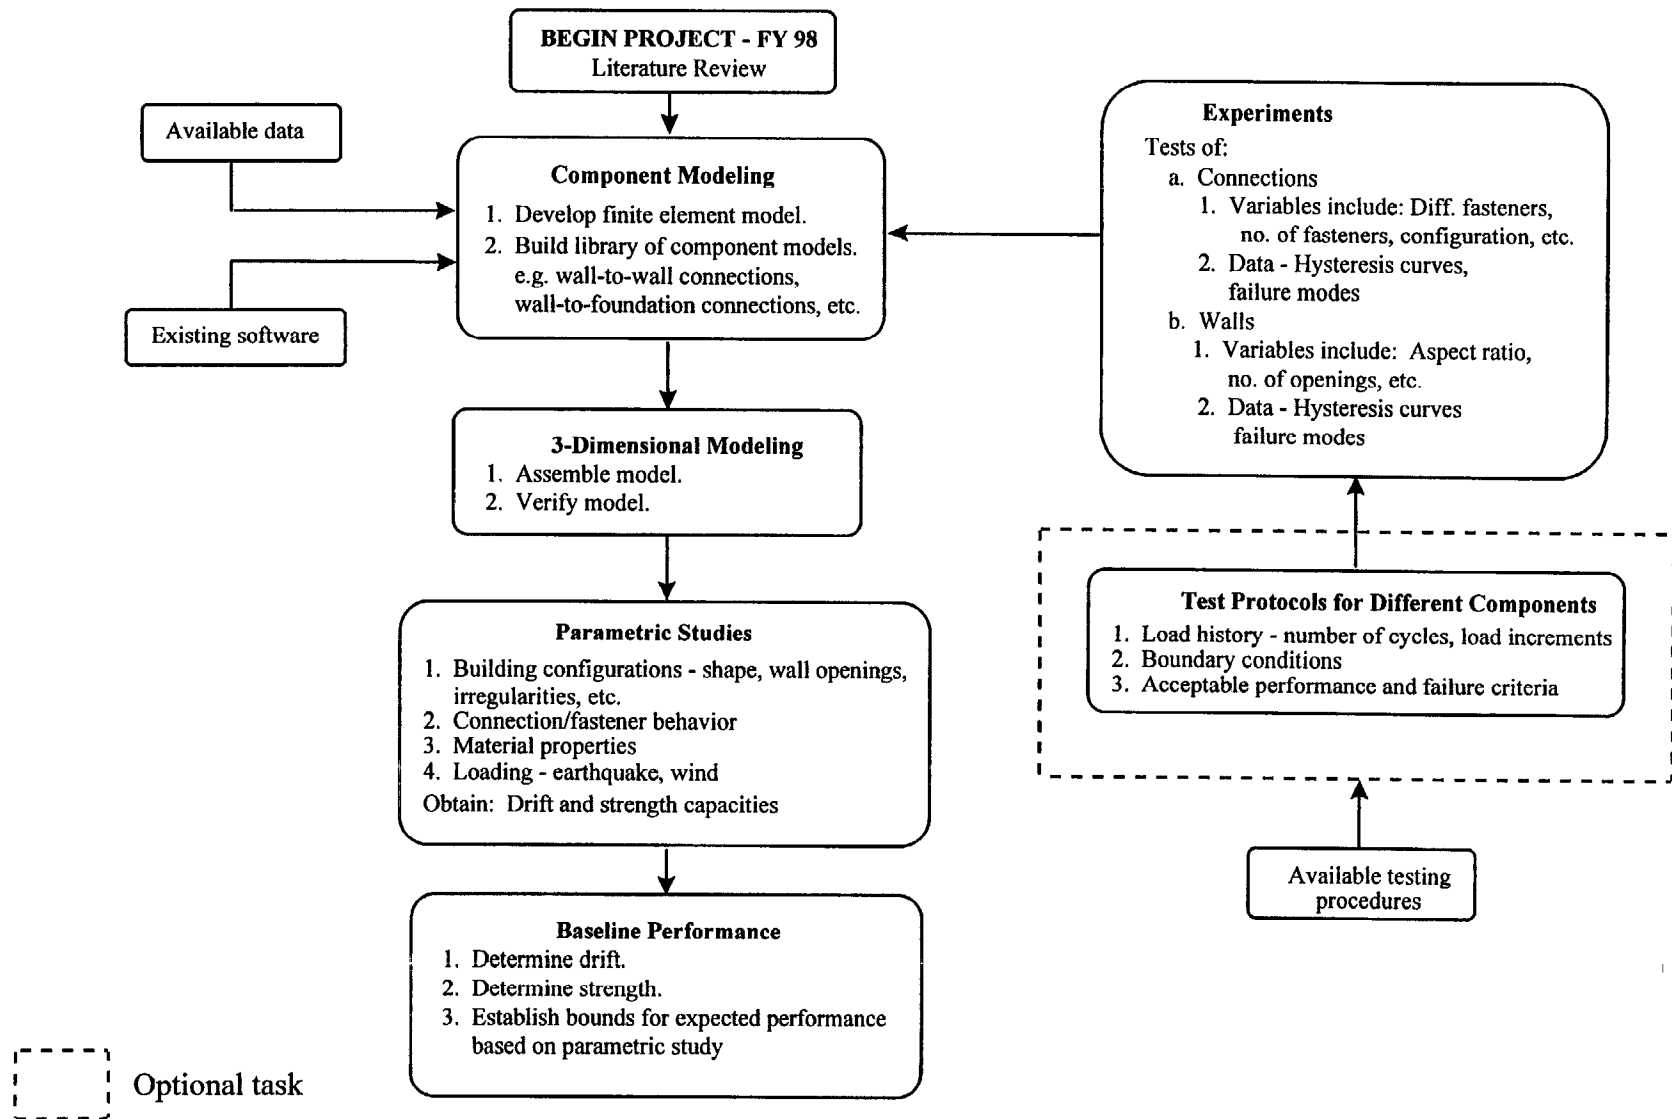 BEGIN PROJECT - FY 98
Literature Review
Available data
Existing software
Component Modeling
1. Develop finite element model.
2. Build library of component models.
e.g. wall-to-wall connections,
wall-to-foundation connections, etc.
3-Dimensional Modeling
1. Assemble model.
2. Verify model.
Parametric Studies
1. Building configurations - shape, wall openings,
irregularities, etc.
2. Connection/fastener behavior
3. Material properties
4. Loading - earthquake, wind
Obtain: Drift and strength capacities
Baseline Performance
1. Determine drift.
2. Determine strength.
3. Establish bounds for expected performance
based on parametric study
Experiments
Tests of:
a. Connections
1. Variables include: Diff. fasteners,
no. of fasteners, configuration, etc.
2. Data - Hysteresis curves,
failure modes
b. Walls
1. Variables include: Aspect ratio,
no. of openings, etc.
2. Data - Hysteresis curves
failure modes
Test Protocols for Different Components
1. Load history - number of cycles, load increments
2. Boundary conditions
3. Acceptable performance and failure criteria
Available testing
procedures
Optional task